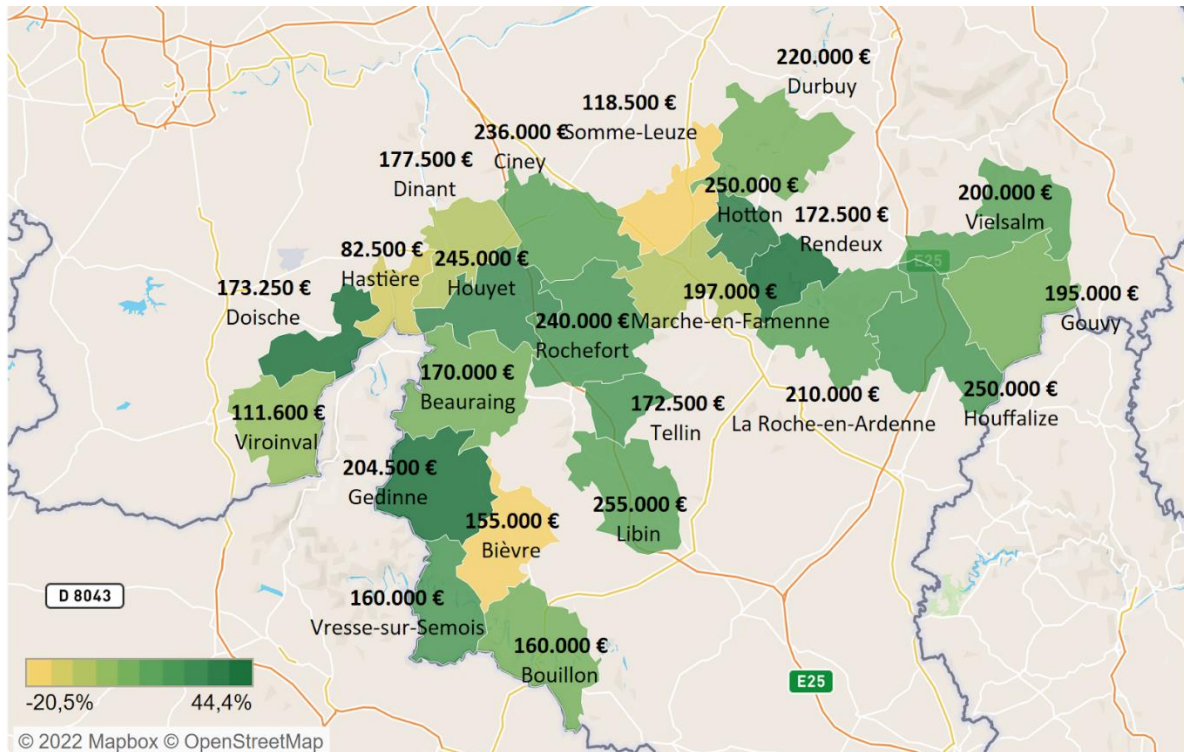 220.000 €
Durbuy
118.500 €
Somme-Leuze
236.000 €
Ciney
177.500 €
Dinant
250.000 €
Hotton
172.500 €
Rendeux
200.000 €
Vielsalm
E25
82.500 €
Hastière
245.000 €
Houyet
173.250 €
Doische
197.000 €
Marche-en-Famenne
195.000 €
Gouvy
240.000 €
Rochefort
170.000 €
Beauraing
172.500 €
Tellin
210.000 €
La Roche-en-Ardenne
250.000 €
Houffalize
111.600 €
Viroinval
204.500 €
Gedinne
155.000 €
Bièvre
255.000 €
Libin
D 8043
160.000 €
Vresse-sur-Semois
160.000 €
Bouillon
E25
-20,5% 44,4%
© 2022 Mapbox © OpenStreetMap